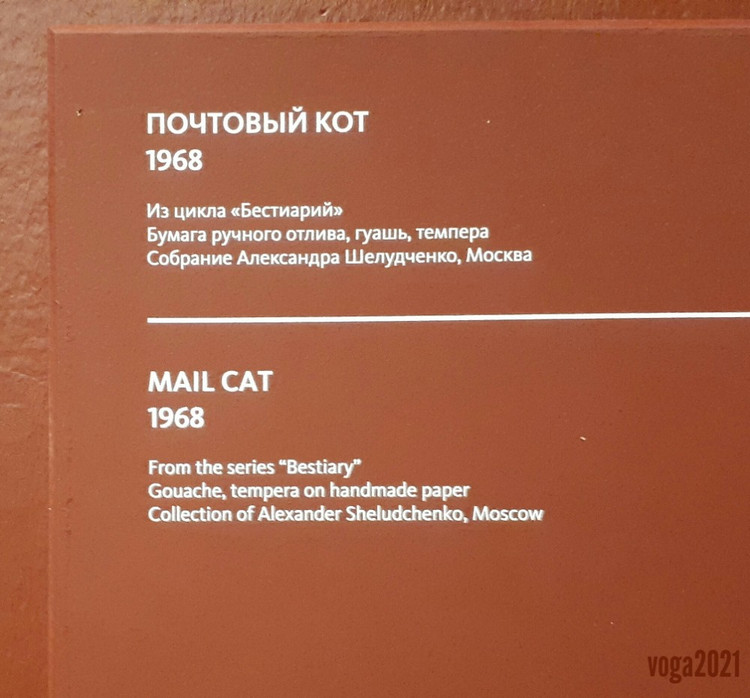 ПОЧТОВЫЙ КОТ
1968
Из цикла «Бестиарий»
Бумага ручного отлива, гуашь, темпера
Собрание Александра Шелудченко, Москва
MAIL CAT
1968
From the series “Bestiary”
Gouache, tempera on handmade paper
Collection of Alexander Sheludchenko, Moscow
voga2021